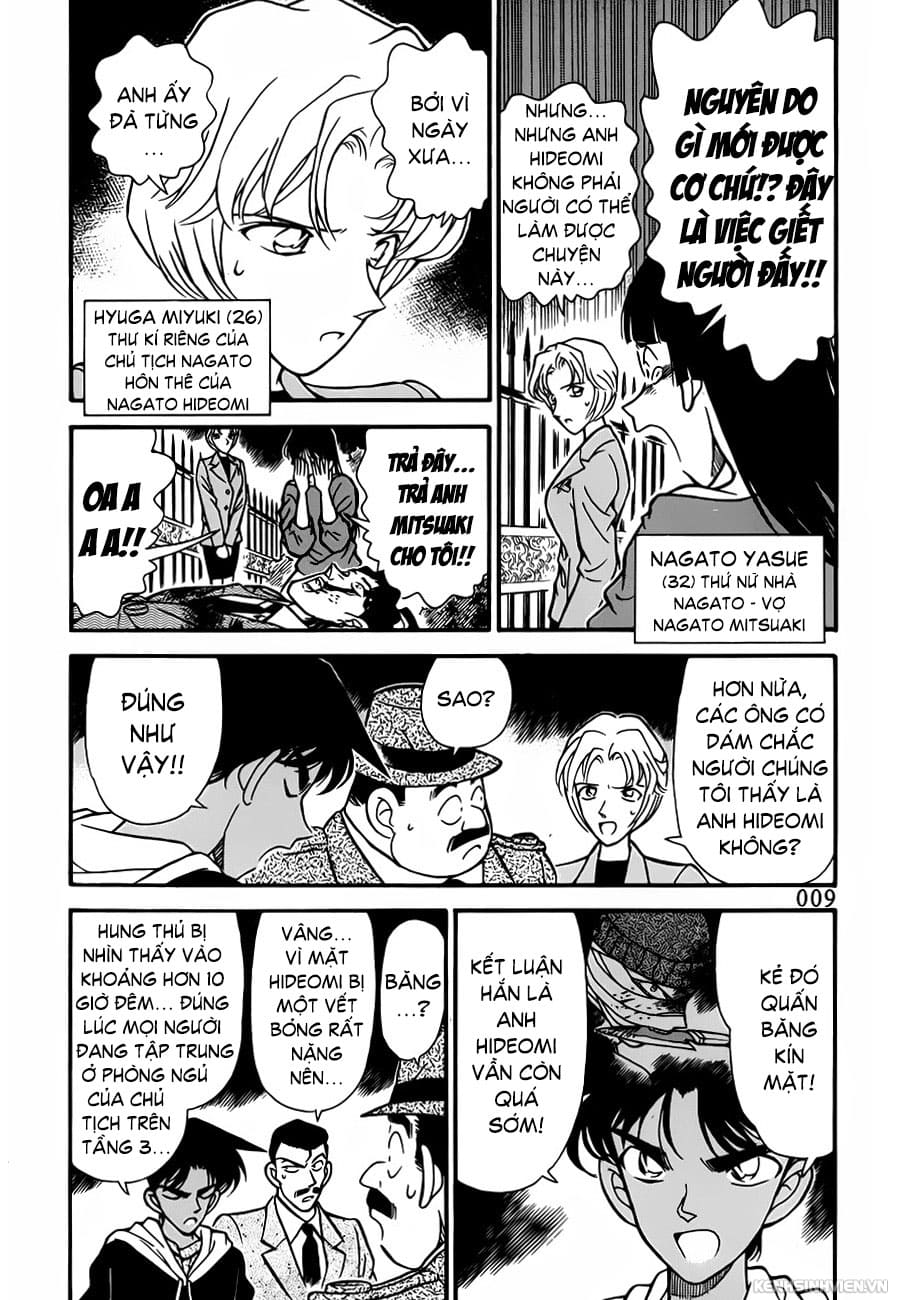 NGUYÊN DO
GÌ MỚI ĐƯỢC
CƠ CHỨ!? ĐÂY
LÀ VIỆC GIẾT
NGƯỜI ĐẤY!!
NHƯNG...
NHƯNG ANH
HIDEOMI
KHÔNG PHẢI
NGƯỜI CÓ THỂ
LÀM ĐƯỢC
CHUYỆN
NÀY...
NAGATO YASUE
(32) THỨ NỮ NHÀ
NAGATO - VỢ
NAGATO MITSUAKI
BỞI VÌ
NGÀY
XƯA...
ANH ẤY
ĐÃ TỪNG
...
HYUGA MIYUKI (26)
THƯ KÍ RIÊNG CỦA
CHỦ TỊCH NAGATO
HÔN THÊ CỦA
NAGATO HIDEOMI
TRẢ ĐÂY...
TRẢ ANH
MITSUAKI
CHO TÔI!!
OA A
A A!!
HƠN NỮA,
CÁC ÔNG CÓ
DÁM CHẮC
NGƯỜI CHÚNG
TÔI THẤY LÀ
ANH HIDEOMI
KHÔNG?
SAO?
ĐÚNG
NHƯ
VẬY!!
009
KẺ ĐÓ
QUẤN
BĂNG
KÍN
MẶT!
KẾT LUẬN
HẮN LÀ
ANH
HIDEOMI
VẪN CÒN
QUÁ
SỚM!
BĂNG
...?
VÂNG...
VÌ MẶT
HIDEOMI BỊ
MỘT VẾT
BỎNG RẤT
NẶNG
NÊN...
HUNG THỦ BỊ
NHÌN THẤY VÀO
KHOẢNG HƠN 10
GIỜ ĐÊM... ĐÚNG
LÚC MỌI NGƯỜI
ĐANG TẬP TRUNG
Ở PHÒNG NGỦ
CỦA CHỦ
TỊCH TRÊN
TẦNG 3...
KENHSINHVIEN.VN